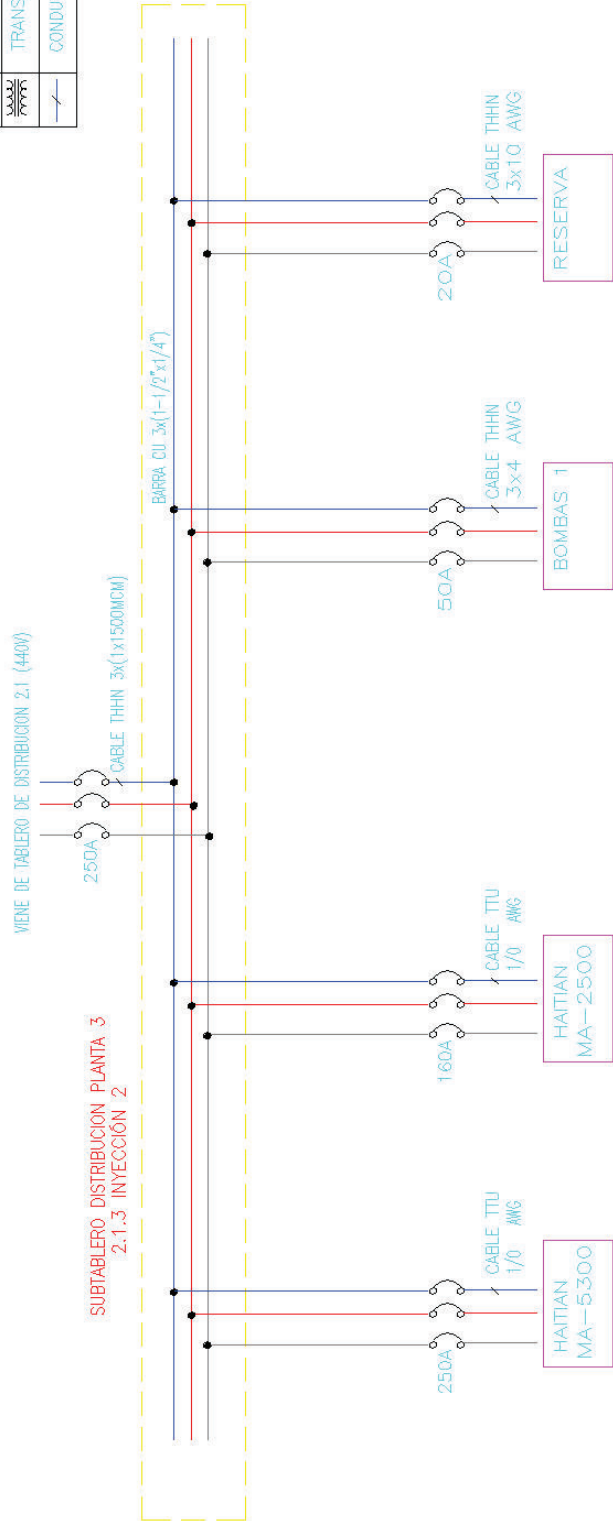 TRANS
CONDU
VIENE DE TABLERO DE DISTRIBUCION 2.1 (440V)
250A
CABLE THHN 3x(1x1500MCM)
SUBTABLERO DISTRIBUCION PLANTA 3
2.1.3 INYECCIÓN 2
BARRA CU 3x(1-1/2"x1/4")
250A
CABLE TTU
1/0 AWG
HAITIAN
MA-5300
160A
CABLE TTU
1/0 AWG
HAITIAN
MA-2500
50A
CABLE THHN
3x4 AWG
BOMBAS 1
20A
CABLE THHN
3x10 AWG
RESERVA